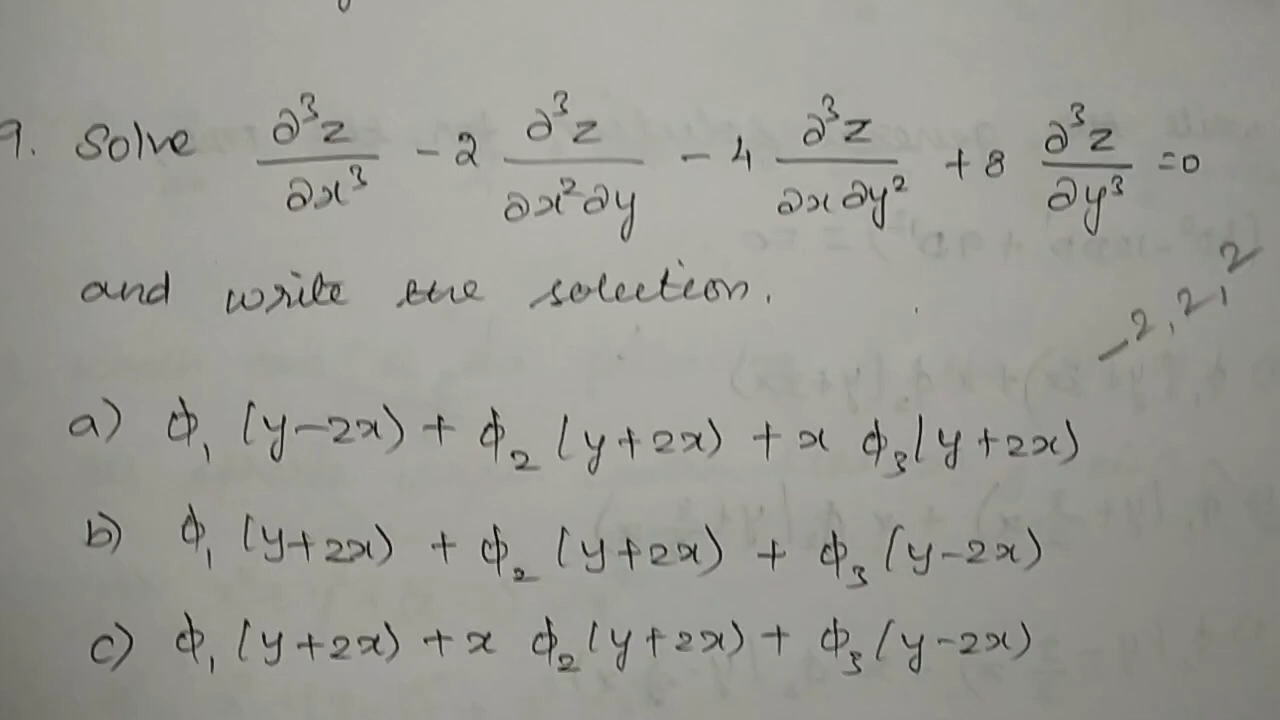 9. Solve ∂³z/∂x³ - 2 ∂³z/∂x²∂y - 4 ∂³z/∂x∂y² + 8 ∂³z/∂y³ = 0
and write the solution.
-2, 2, 2
a) ϕ₁ (y-2x) + ϕ₂ (y+2x) + x ϕ₃(y+2x)
b) ϕ₁ (y+2x) + ϕ₂ (y+2x) + ϕ₃ (y-2x)
c) ϕ₁ (y+2x) + x ϕ₂ (y+2x) + ϕ₃ (y-2x)